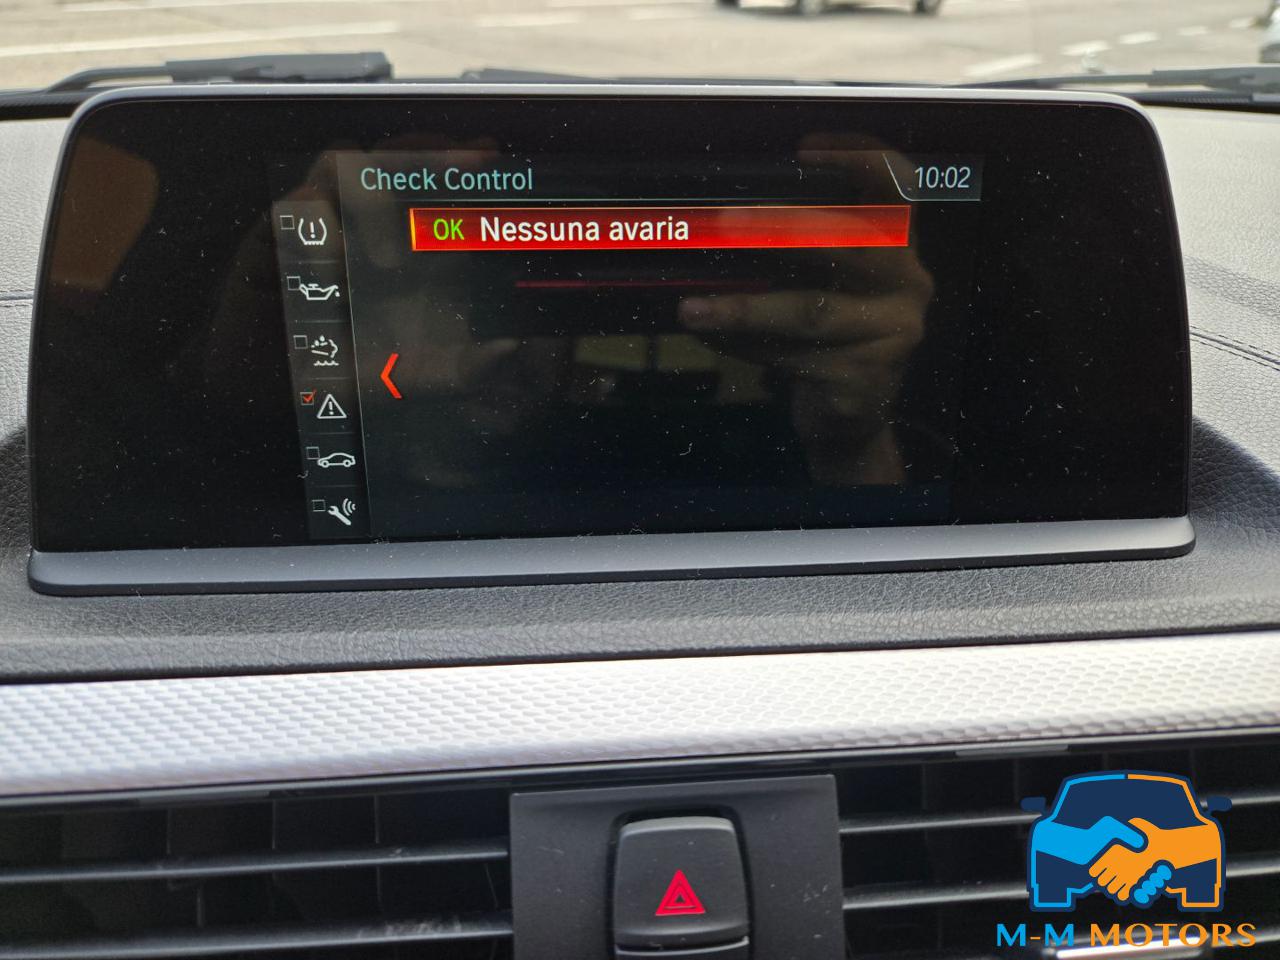 Check Control
10:02
OK Nessuna avaria
M-M MOTORS